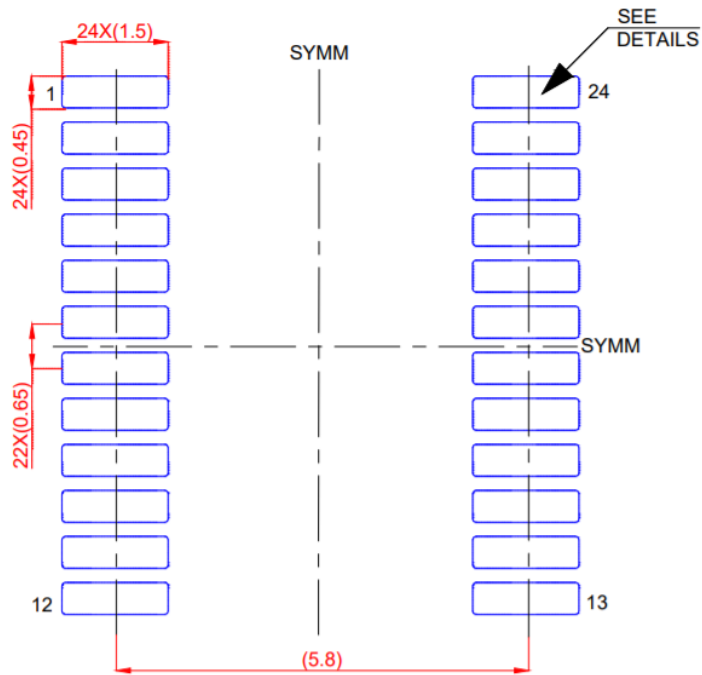 SEE
DETAILS
24X(1.5)
SYMM
1
24
24X(0.45)
SYMM
22X(0.65)
12
13
(5.8)